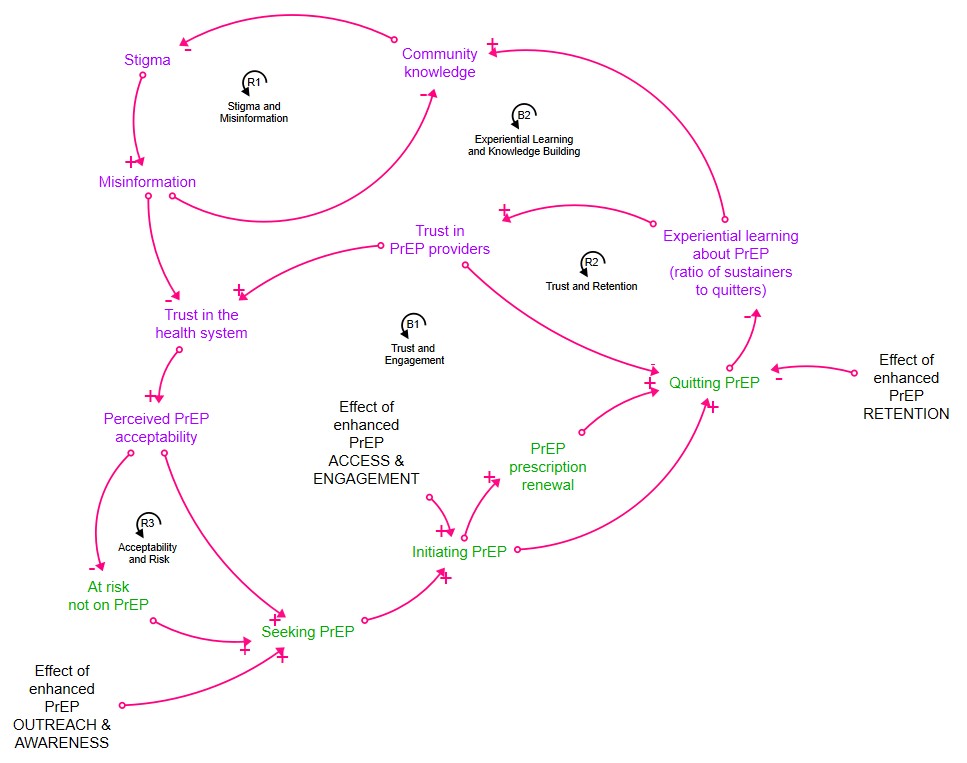 Community
knowledge
+
Stigma
-
R1
Stigma and
Misinformation
-
B2
Experiential Learning
and Knowledge Building
+
Misinformation
+
Trust in
PrEP providers
Experiential learning
about PrEP
(ratio of sustainers
to quitters)
R2
Trust and Retention
-
+
Trust in the
health system
B1
Trust and
Engagement
-
-
+
Quitting PrEP
-
Effect of
enhanced
PrEP
RETENTION
+
+
Perceived PrEP
acceptability
Effect of
enhanced
PrEP
ACCESS &
ENGAGEMENT
PrEP
prescription
renewal
+
R3
Acceptability
and Risk
+
Initiating PrEP
+
-
At risk
not on PrEP
+
Seeking PrEP
+
+
Effect of
enhanced
PrEP
OUTREACH &
AWARENESS